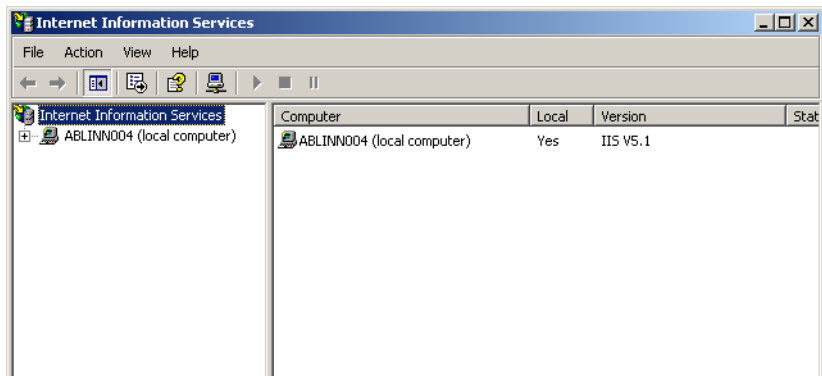 Internet Information Services
File Action View Help
Internet Information Services
ABLINN004 (local computer)
Computer Local Version Stat
ABLINN004 (local computer) Yes IIS V5.1